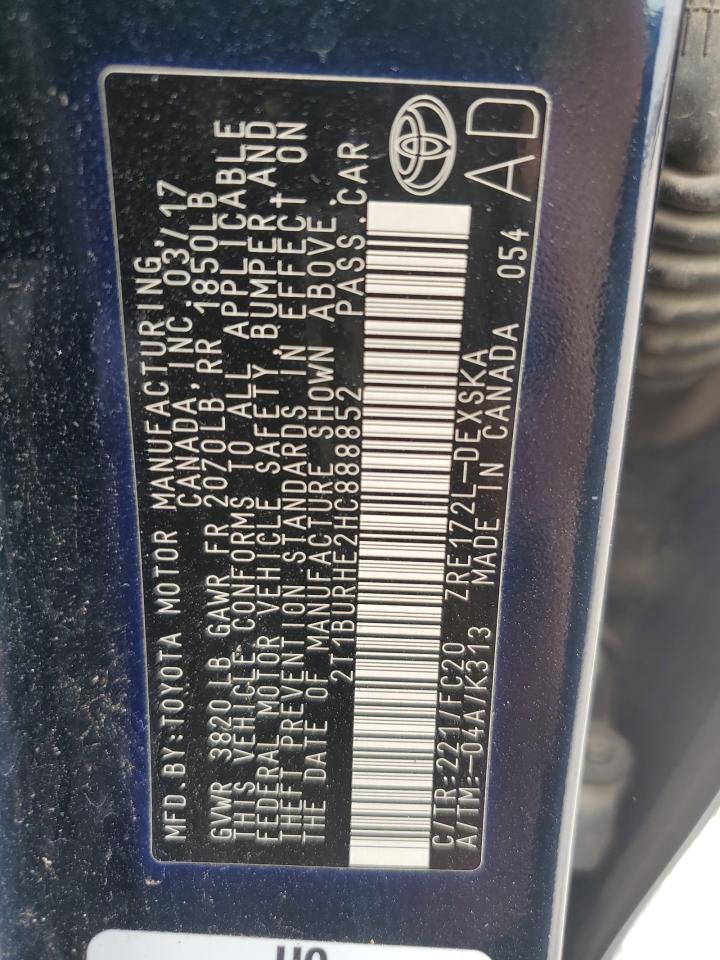 MFD.BY:TOYOTA MOTOR MANUFACTURING,
CANADA, INC. 03/17
GVWR 3820LB GAWR FR 2070LB RR 1850LB
THIS VEHICLE CONFORMS TO ALL APPLICABLE
FEDERAL MOTOR VEHICLE SAFETY, BUMPER, AND
THEFT PREVENTION STANDARDS IN EFFECT ON
THE DATE OF MANUFACTURE SHOWN ABOVE.
2T1BURHE2HC888852 PASS.CAR
C/TR:221/FC20 ZRE172L-DEXSKA
A/TM:-04A/K313 MADE IN CANADA 054
AD